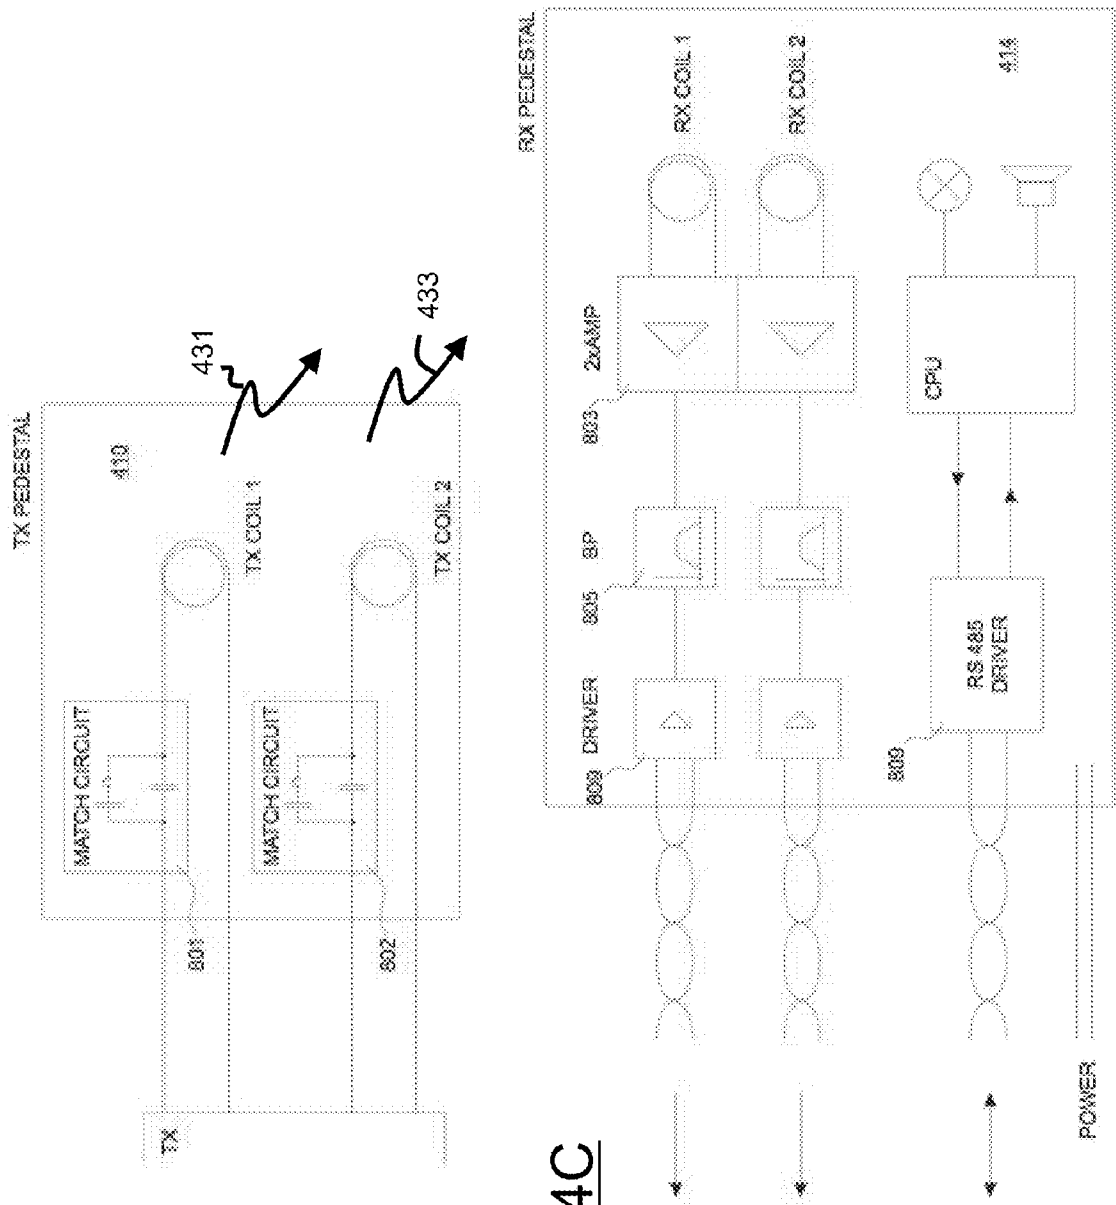 TX PEDESTAL
410
431
433
MATCH CIRCUIT
TX COIL 1
801
MATCH CIRCUIT
TX COIL 2
802
TX
RX PEDESTAL
RX COIL 1
RX COIL 2
414
2xAMP
803
BP
805
DRIVER
809
CPU
RS 485
DRIVER
809
POWER
4C